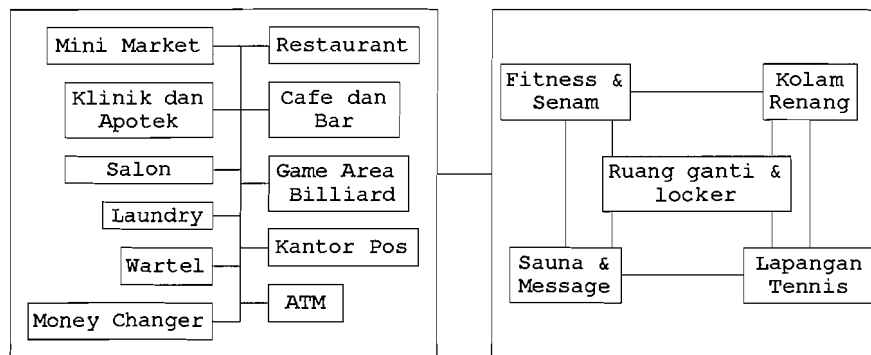 Mini Market
Restaurant
Klinik dan
Apotek
Cafe dan
Bar
Salon
Game Area
Billiard
Laundry
Kantor Pos
Wartel
ATM
Money Changer
Fitness &
Senam
Kolam
Renang
Ruang ganti &
locker
Sauna &
Message
Lapangan
Tennis